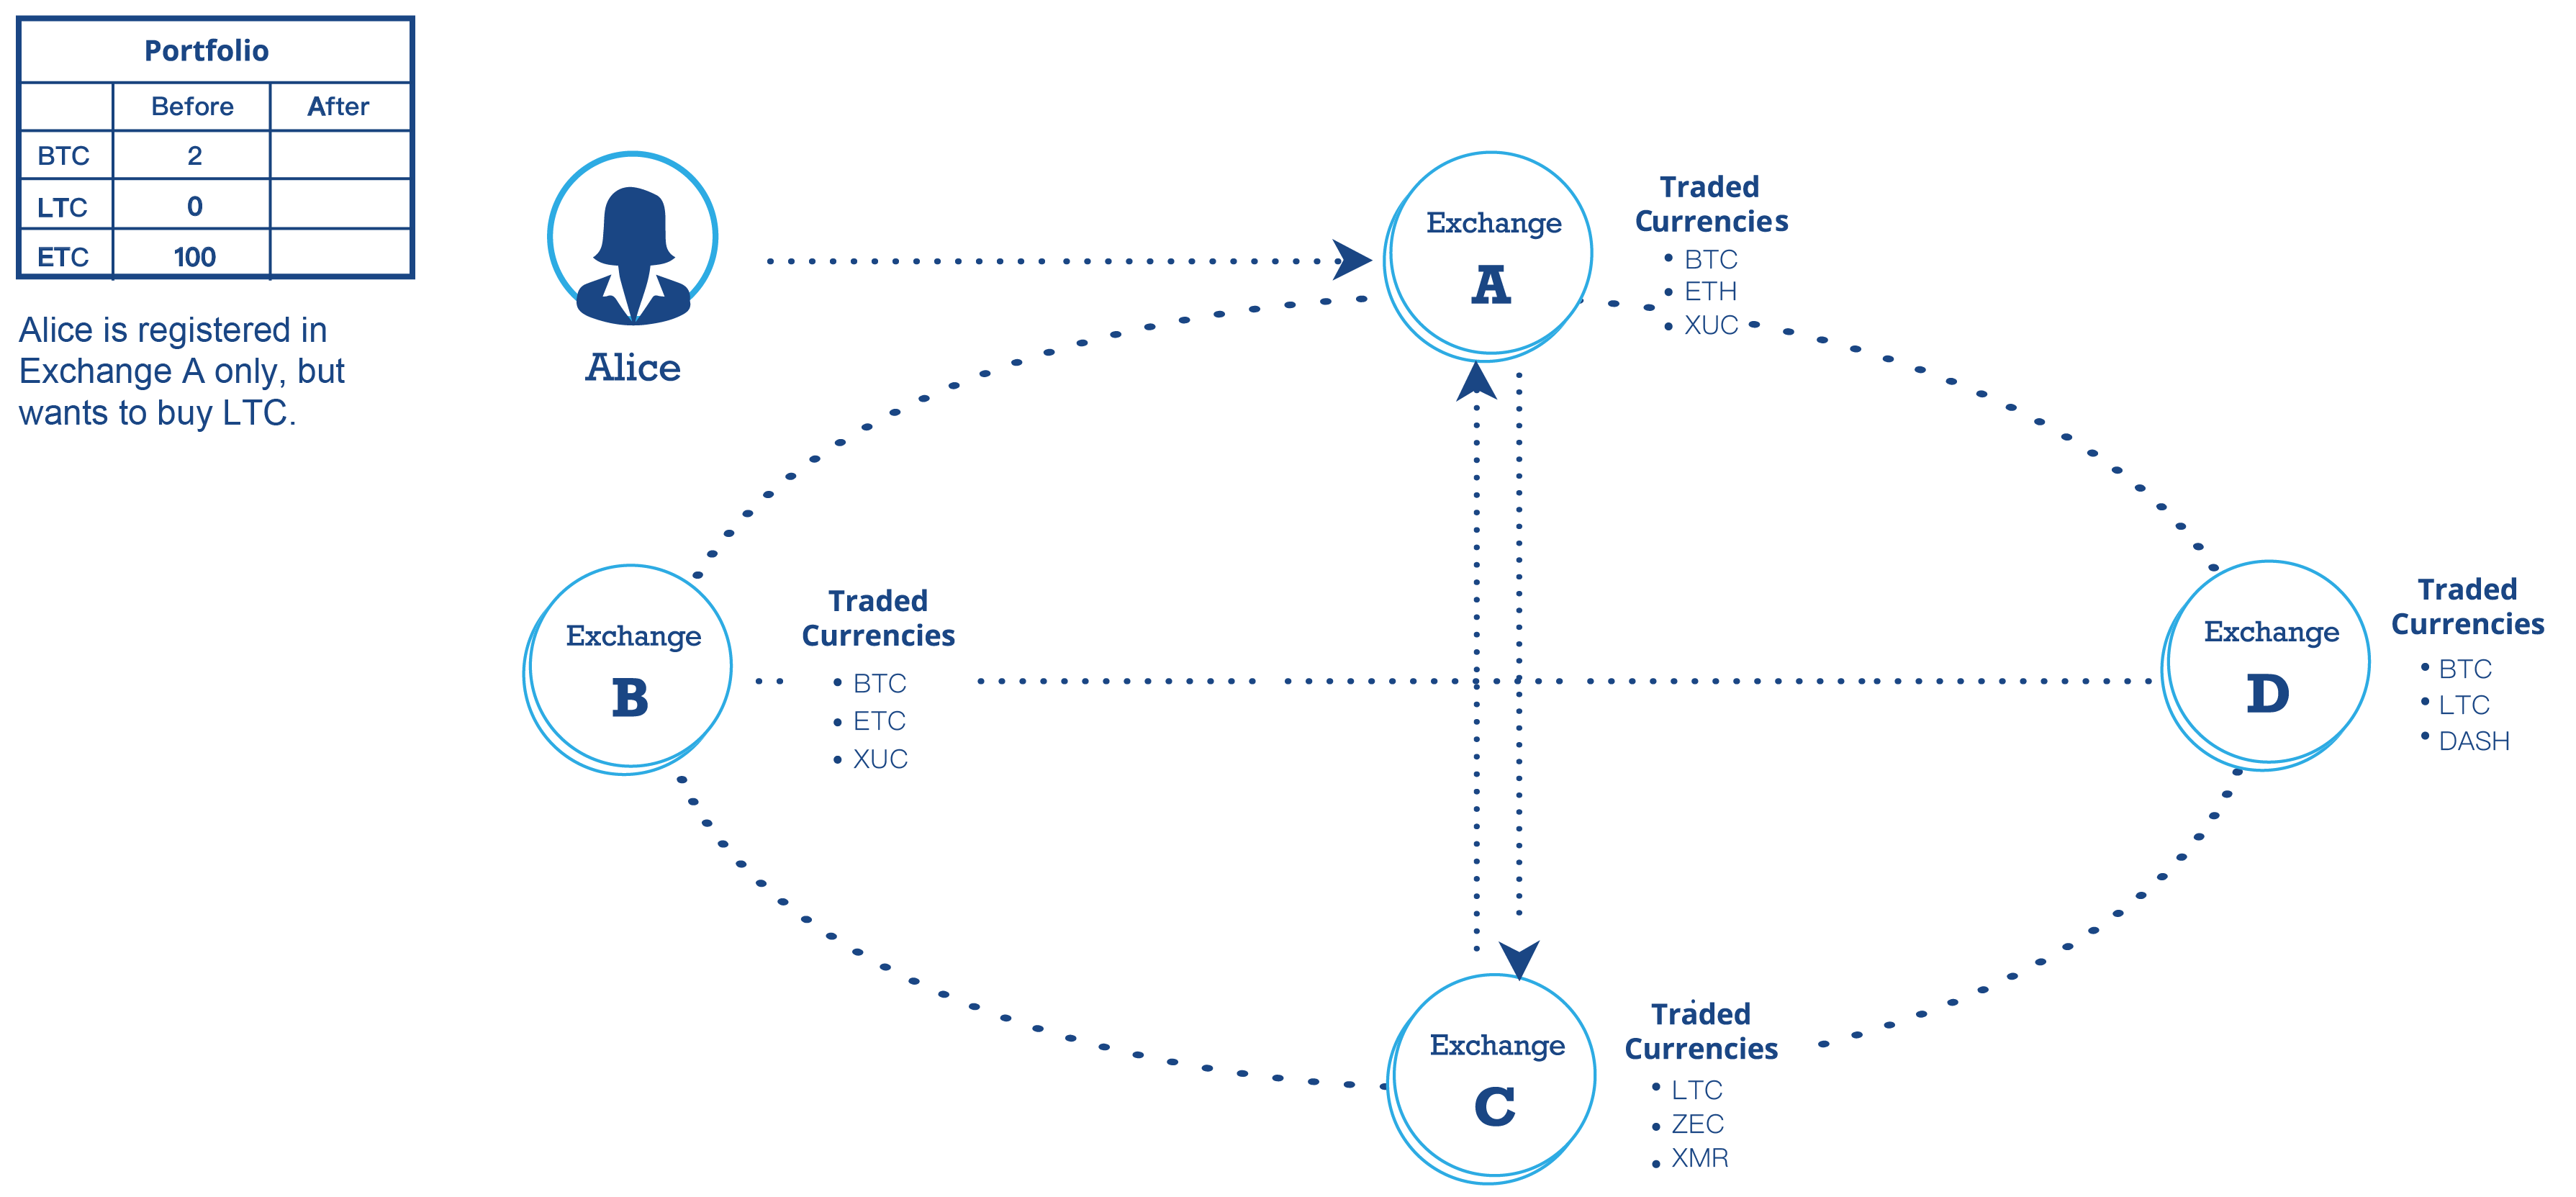 Portfolio
Before After
BTC 2
LTC 0
ETC 100
Alice is registered in
Exchange A only, but
wants to buy LTC.
Alice
Exchange
A
Traded
Currencies
• BTC
• ETH
• XUC
Exchange
B
Traded
Currencies
• BTC
• ETC
• XUC
Exchange
D
Traded
Currencies
• BTC
• LTC
• DASH
Exchange
C
Traded
Currencies
• LTC
• ZEC
• XMR